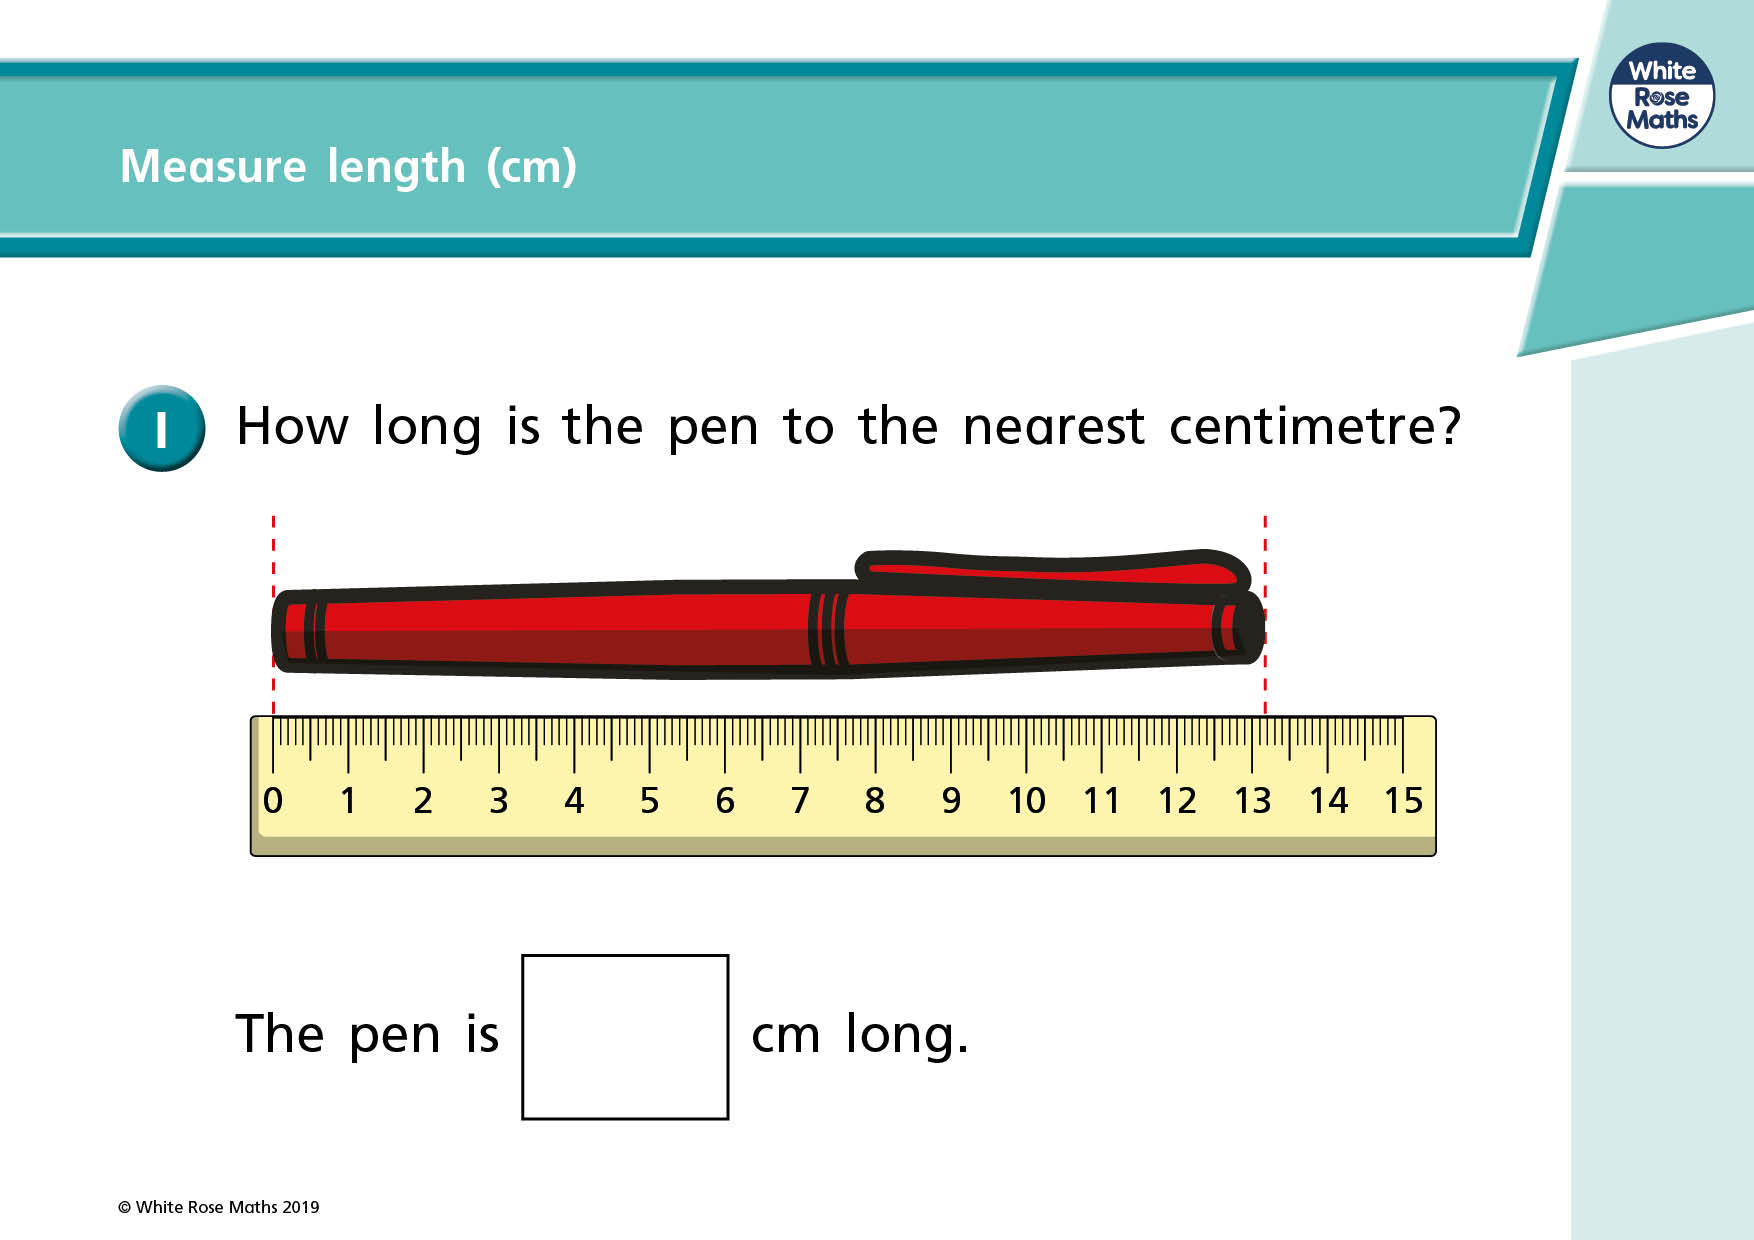 White
Rose
Maths
Measure length (cm)
1 How long is the pen to the nearest centimetre?
0 1 2 3 4 5 6 7 8 9 10 11 12 13 14 15
The pen is cm long.
© White Rose Maths 2019